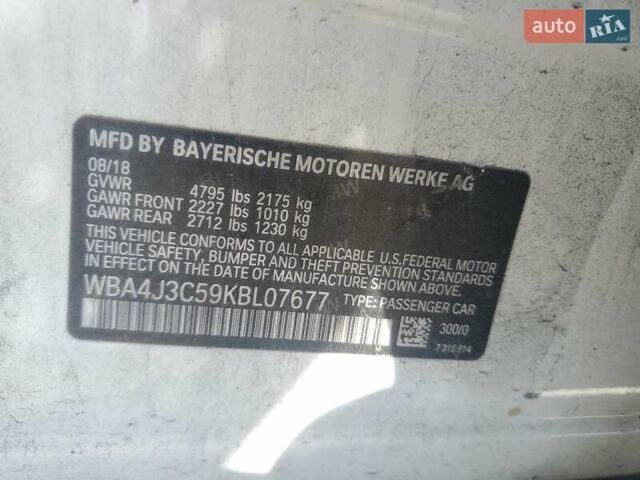 auto RIA
.com
MFD BY BAYERISCHE MOTOREN WERKE AG
08/18
GVWR 4795 lbs 2175 kg
GAWR FRONT 2227 lbs 1010 kg
GAWR REAR 2712 lbs 1230 kg
THIS VEHICLE CONFORMS TO ALL APPLICABLE U.S.FEDERAL MOTOR
VEHICLE SAFETY, BUMPER AND THEFT PREVENTION STANDARDS
IN EFFECT ON THE DATE OF MANUFACTURE SHOWN ABOVE.
WBA4J3C59KBL07677 TYPE: PASSENGER CAR
300/0
7315814